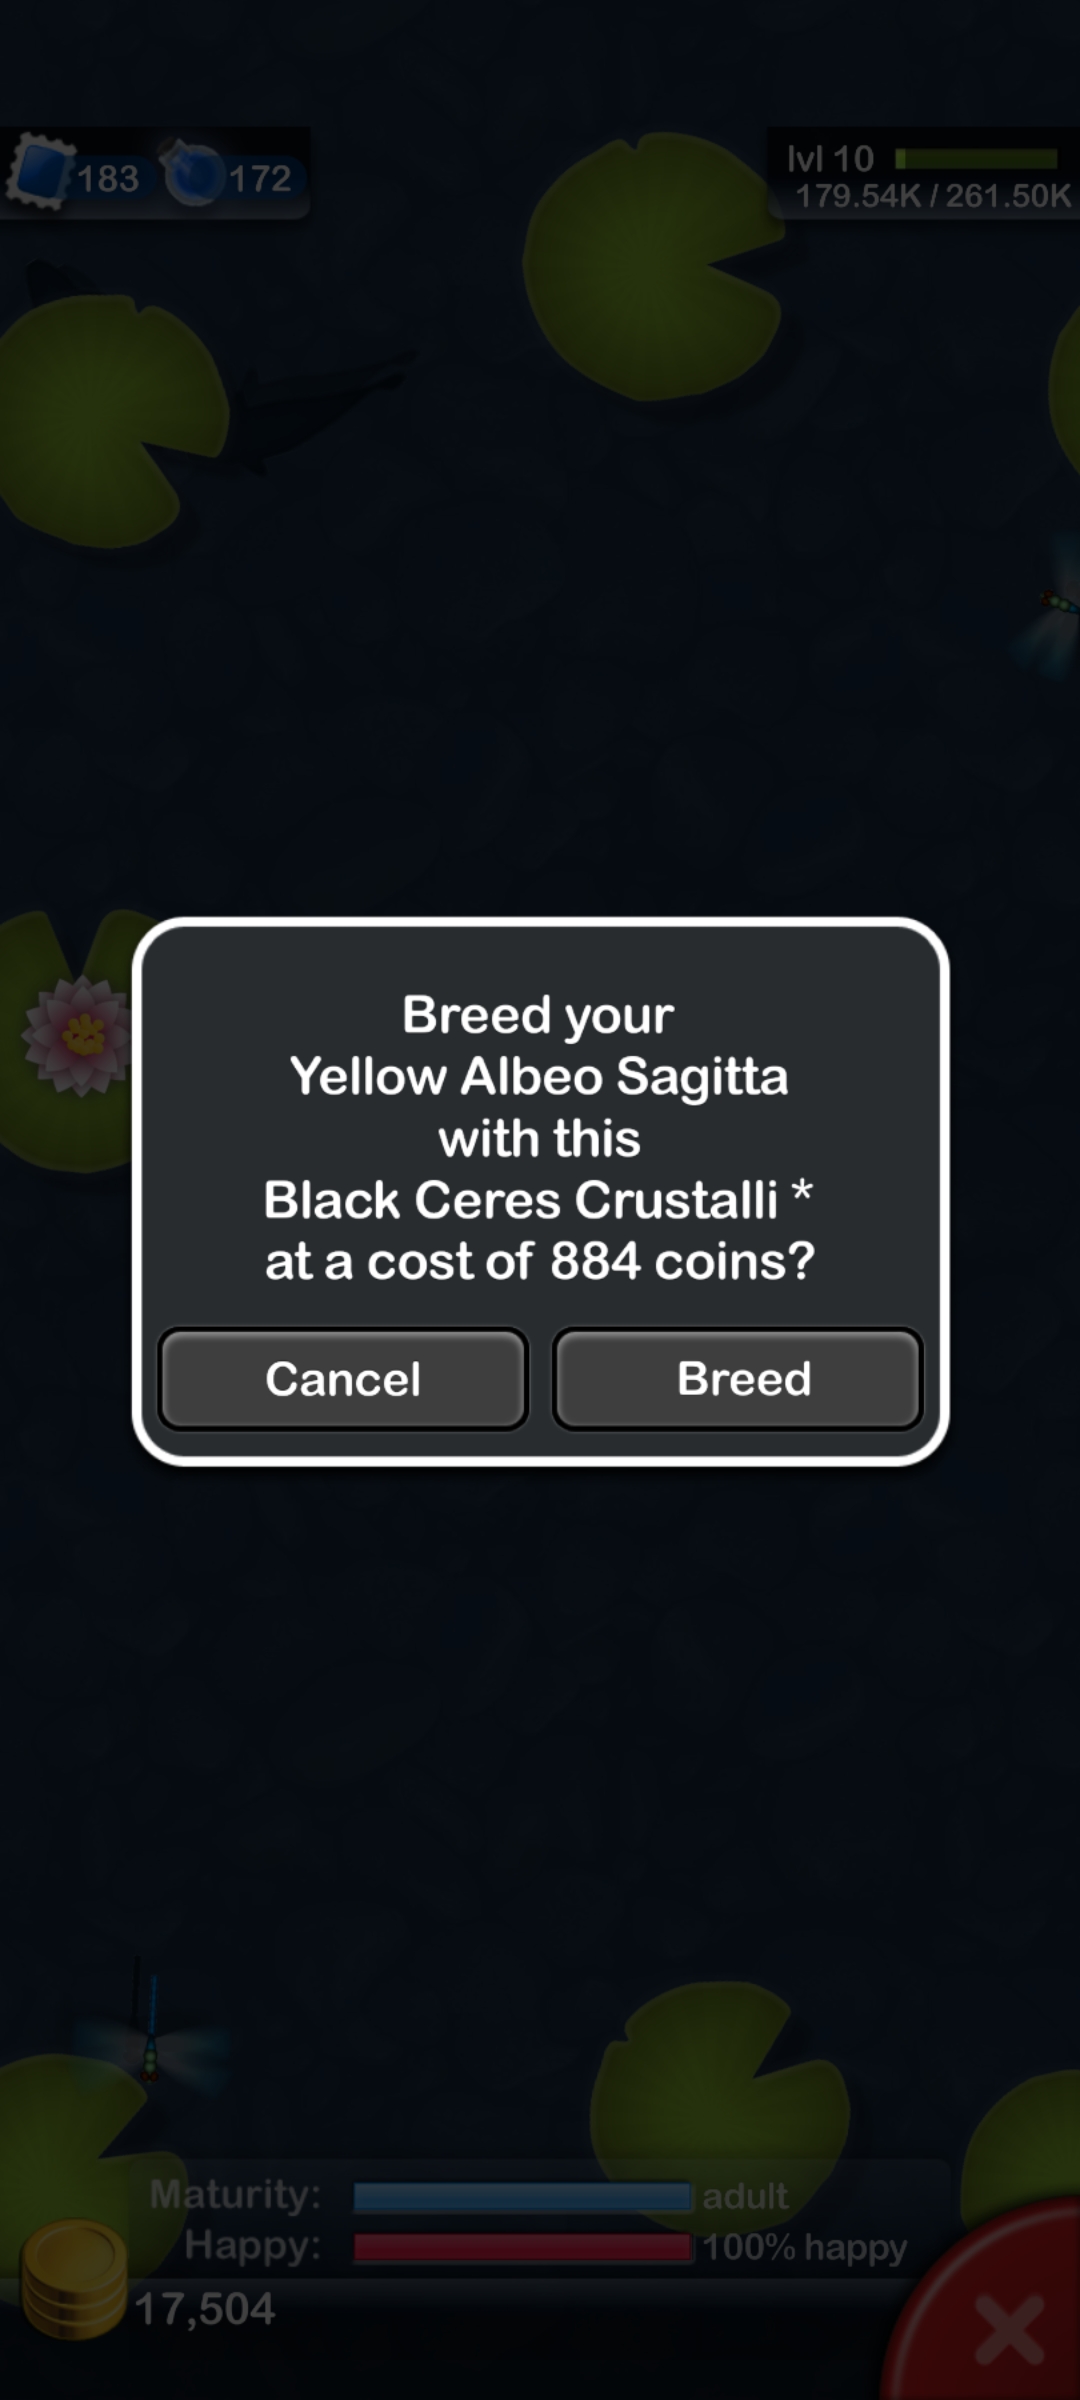 183
172
lvl 10
179.54K / 261.50K
Breed your
Yellow Albeo Sagitta
with this
Black Ceres Crustalli *
at a cost of 884 coins?
Cancel
Breed
Maturity:
adult
Happy:
100% happy
17,504